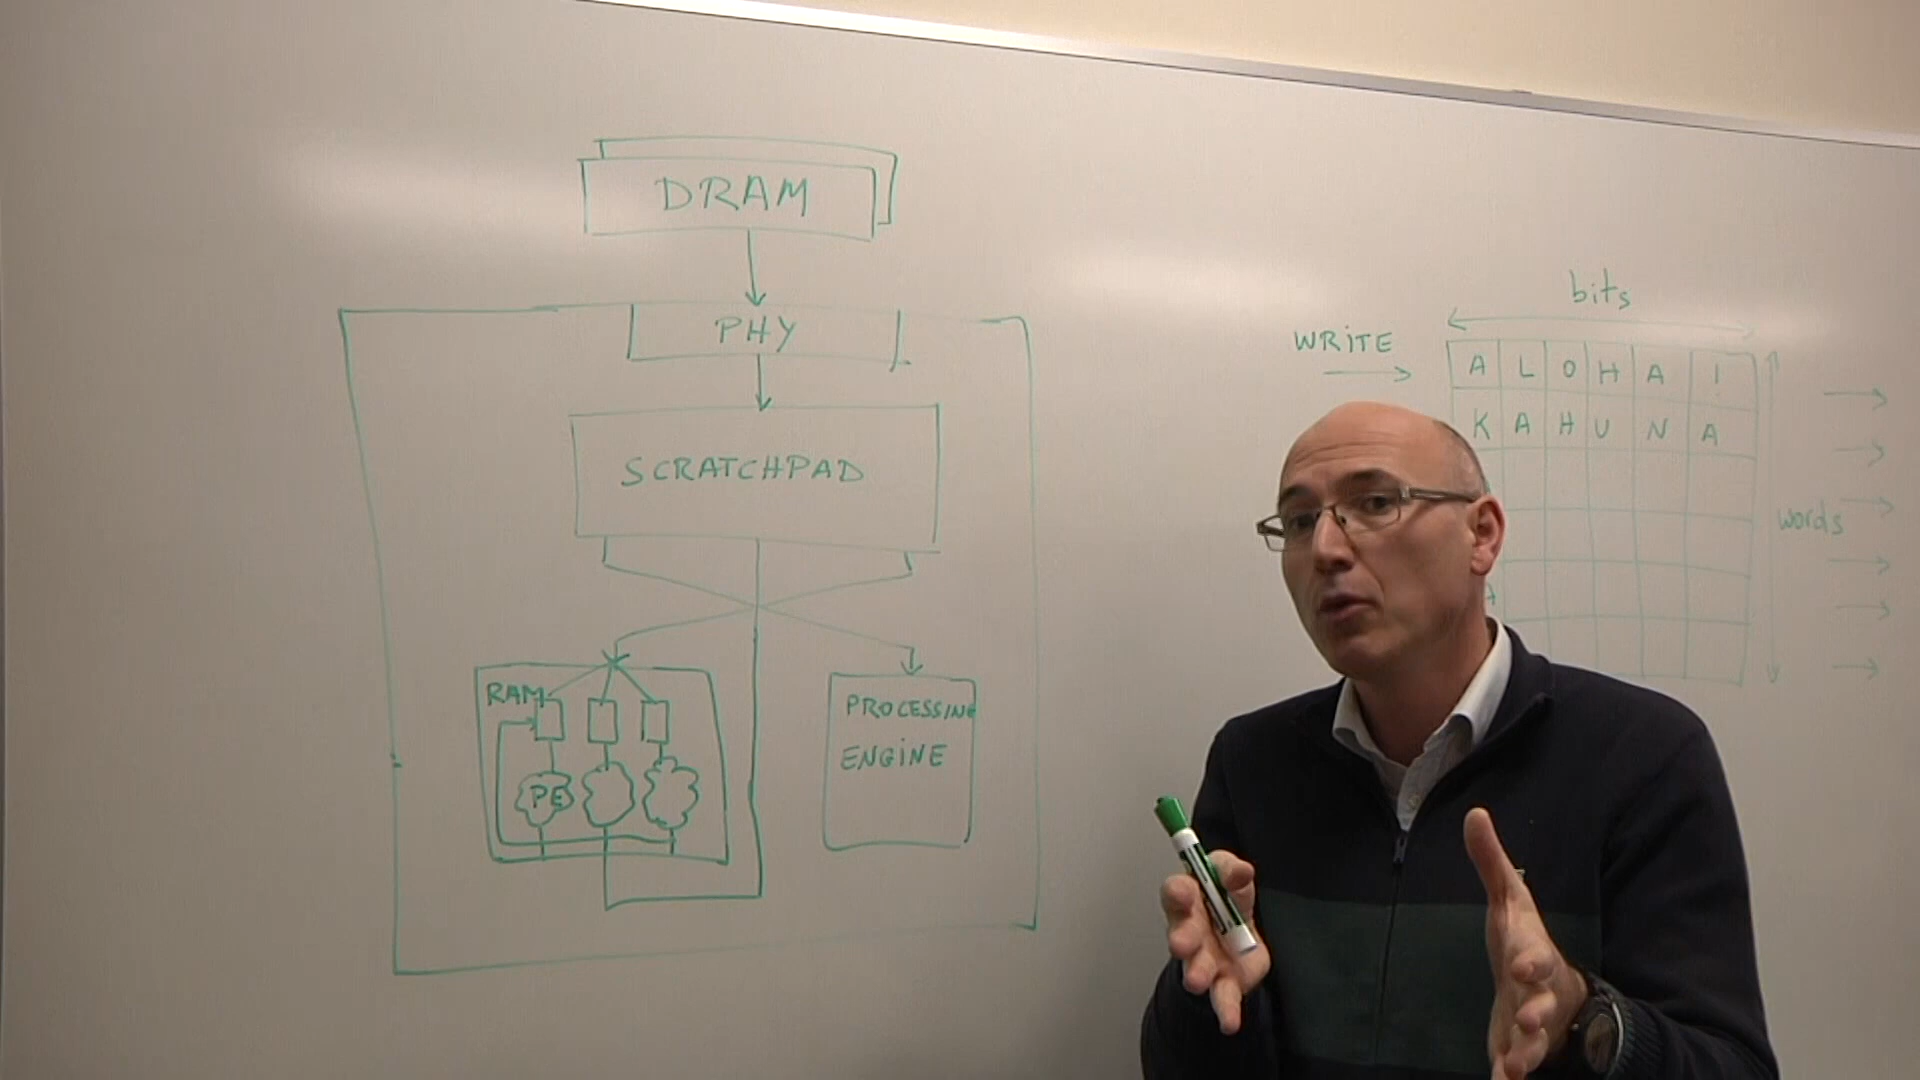 DRAM
PHY
SCRATCHPAD
RAM
PE
PROCESSING
ENGINE
bits
WRITE
A L O H A !
K A H U N A
words
A